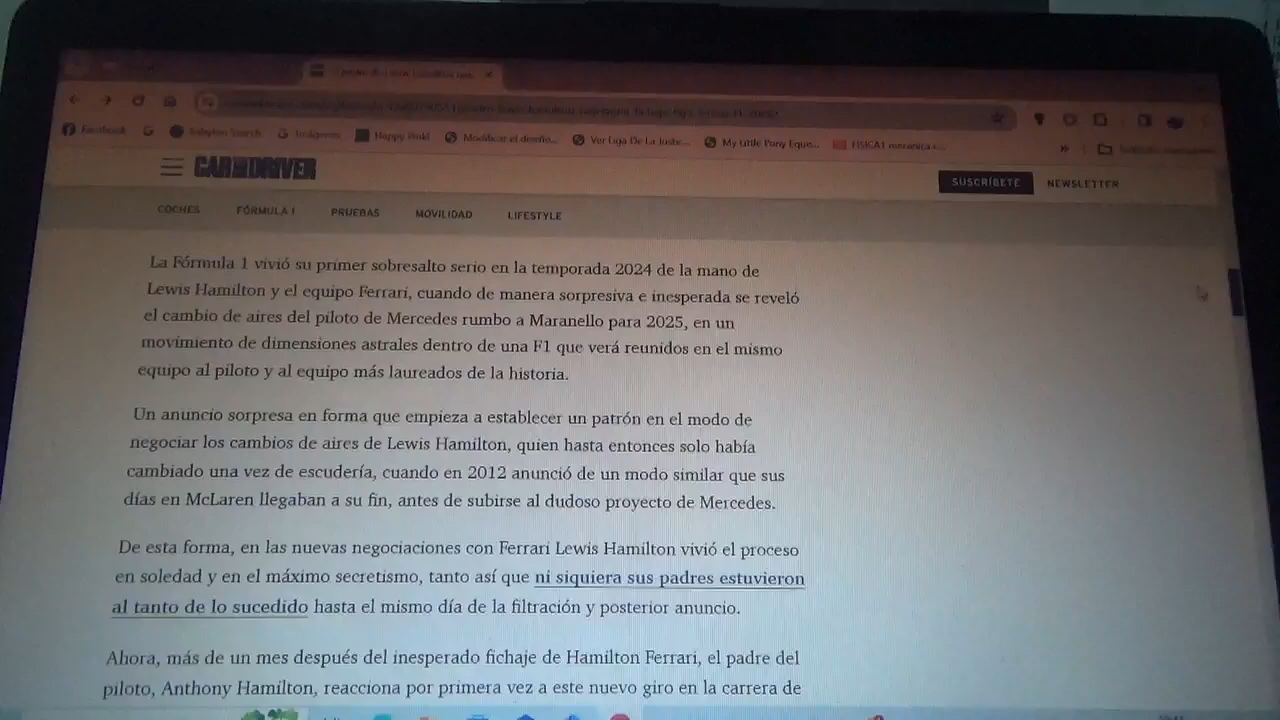 Facebook
Babylon Search
Imágenes
Happy Pink!
Modificar el diseño...
Ver Liga De La Justic...
My Little Pony Eque...
FISICA1 mecanica c...
»
CAR AND DRIVER
SUSCRÍBETE
NEWSLETTER
COCHES
FÓRMULA 1
PRUEBAS
MOVILIDAD
LIFESTYLE
La Fórmula 1 vivió su primer sobresalto serio en la temporada 2024 de la mano de
Lewis Hamilton y el equipo Ferrari, cuando de manera sorpresiva e inesperada se reveló
el cambio de aires del piloto de Mercedes rumbo a Maranello para 2025, en un
movimiento de dimensiones astrales dentro de una F1 que verá reunidos en el mismo
equipo al piloto y al equipo más laureados de la historia.
Un anuncio sorpresa en forma que empieza a establecer un patrón en el modo de
negociar los cambios de aires de Lewis Hamilton, quien hasta entonces solo había
cambiado una vez de escudería, cuando en 2012 anunció de un modo similar que sus
días en McLaren llegaban a su fin, antes de subirse al dudoso proyecto de Mercedes.
De esta forma, en las nuevas negociaciones con Ferrari Lewis Hamilton vivió el proceso
en soledad y en el máximo secretismo, tanto así que ni siquiera sus padres estuvieron
al tanto de lo sucedido hasta el mismo día de la filtración y posterior anuncio.
Ahora, más de un mes después del inesperado fichaje de Hamilton Ferrari, el padre del
piloto, Anthony Hamilton, reacciona por primera vez a este nuevo giro en la carrera de